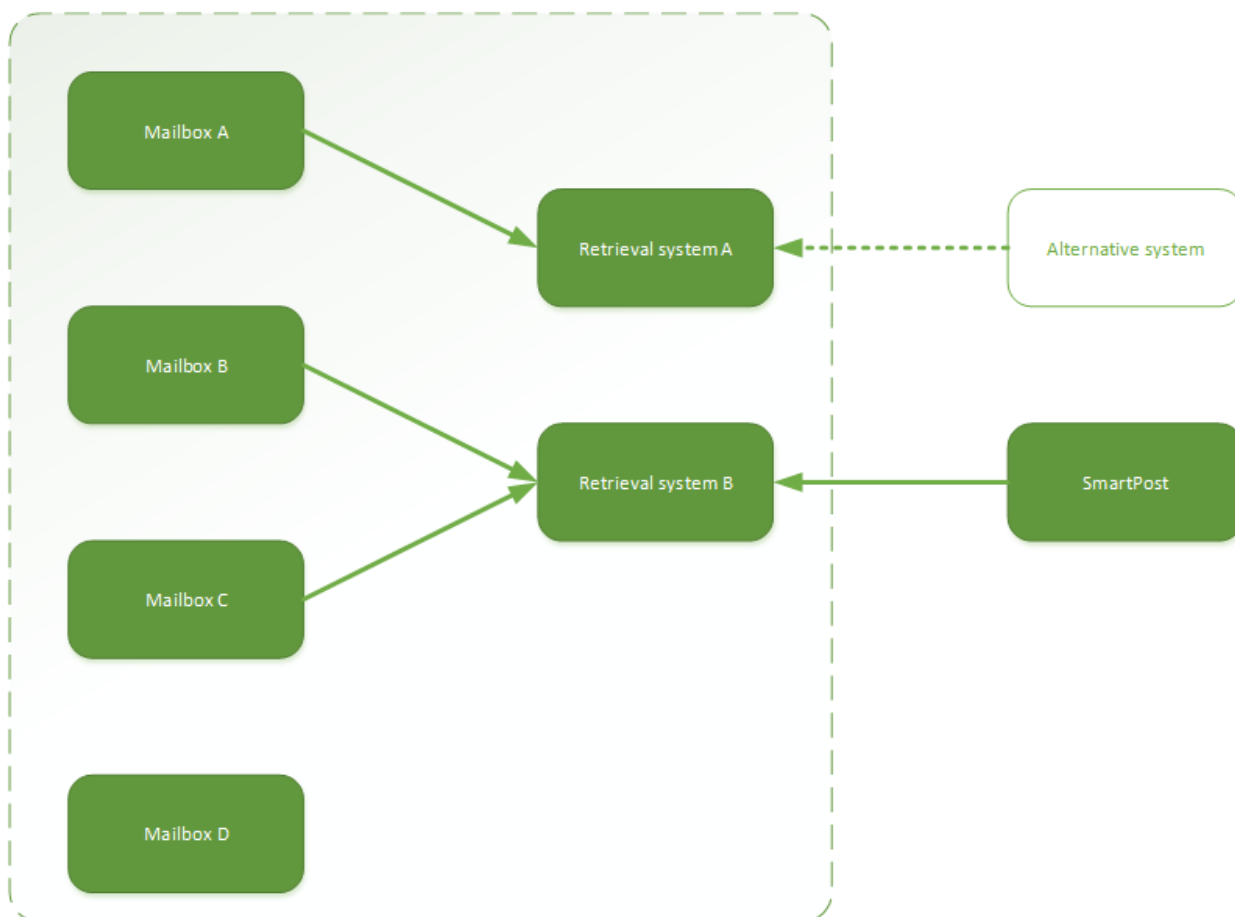 Mailbox A
Retrieval system A
Alternative system
Mailbox B
Retrieval system B
SmartPost
Mailbox C
Mailbox D